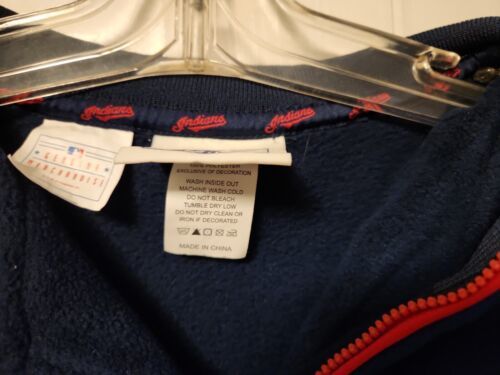 Indians
Indians
Indians
Indians
GENUINE
MERCHANDISE
100% POLYESTER
EXCLUSIVE OF DECORATION
WASH INSIDE OUT
MACHINE WASH COLD
DO NOT BLEACH
TUMBLE DRY LOW
DO NOT DRY CLEAN OR
IRON IF DECORATED
MADE IN CHINA